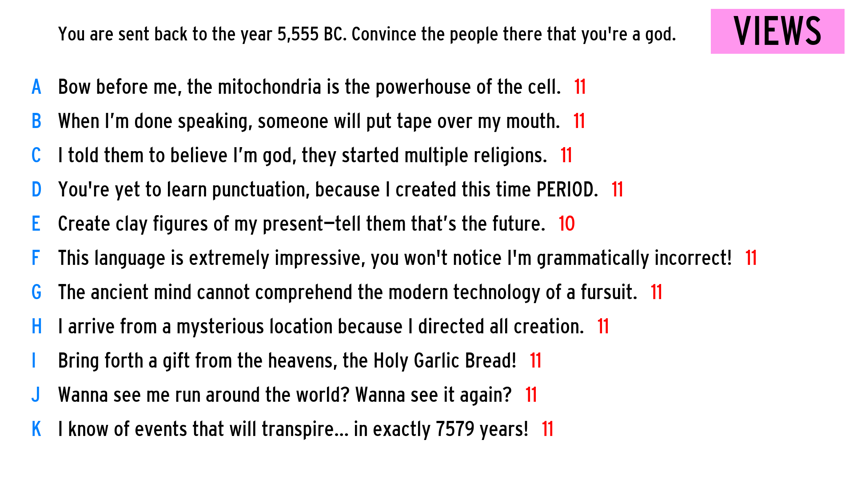 You are sent back to the year 5,555 BC. Convince the people there that you're a god.
VIEWS
A Bow before me, the mitochondria is the powerhouse of the cell. 11
B When I'm done speaking, someone will put tape over my mouth. 11
C I told them to believe I'm god, they started multiple religions. 11
D You're yet to learn punctuation, because I created this time PERIOD. 11
E Create clay figures of my present—tell them that's the future. 10
F This language is extremely impressive, you won't notice I'm grammatically incorrect! 11
G The ancient mind cannot comprehend the modern technology of a fursuit. 11
H I arrive from a mysterious location because I directed all creation. 11
I Bring forth a gift from the heavens, the Holy Garlic Bread! 11
J Wanna see me run around the world? Wanna see it again? 11
K I know of events that will transpire... in exactly 7579 years! 11